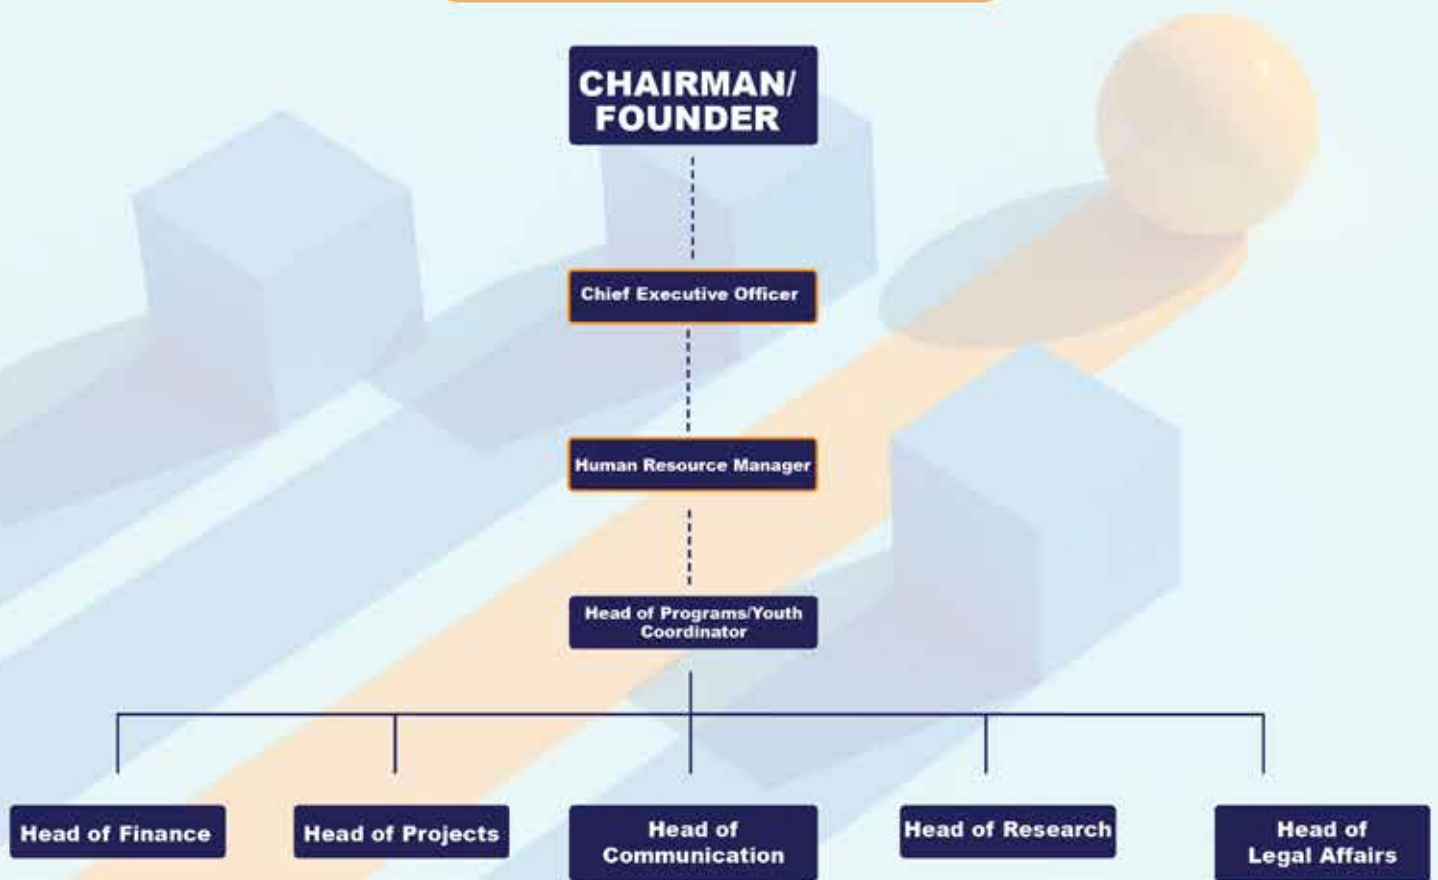 CHAIRMAN/
FOUNDER
Chief Executive Officer
Human Resource Manager
Head of Programs/Youth
Coordinator
Head of Finance
Head of Projects
Head of
Communication
Head of Research
Head of
Legal Affairs